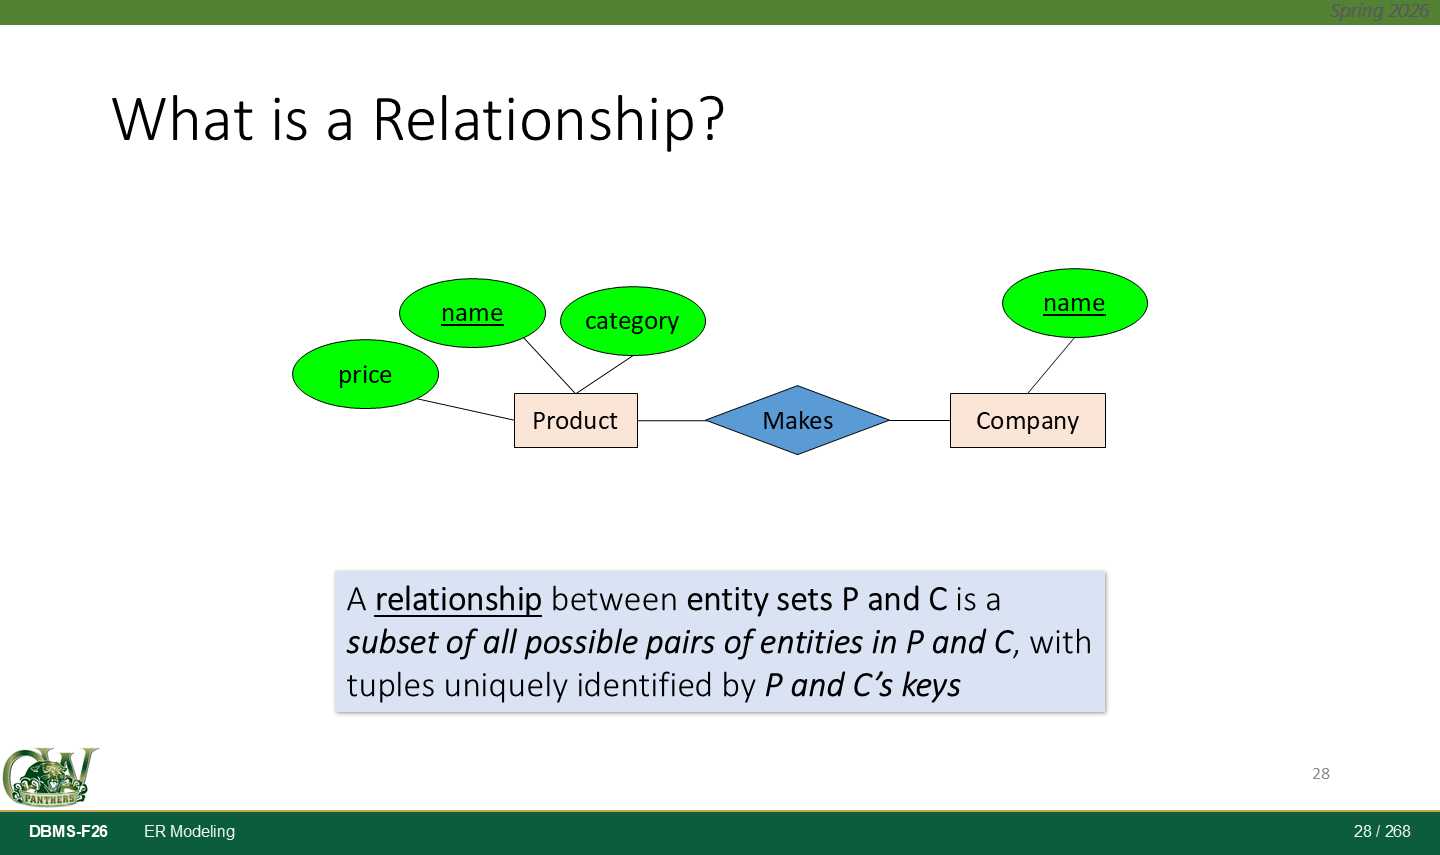 Spring 2026
What is a Relationship?
name
category
name
price
Product
Makes
Company
A relationship between entity sets P and C is a
subset of all possible pairs of entities in P and C, with
tuples uniquely identified by P and C’s keys
PANTHERS
28
DBMS-F26 ER Modeling 28 / 268